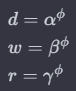 d = α^ϕ
w = β^ϕ
r = γ^ϕ